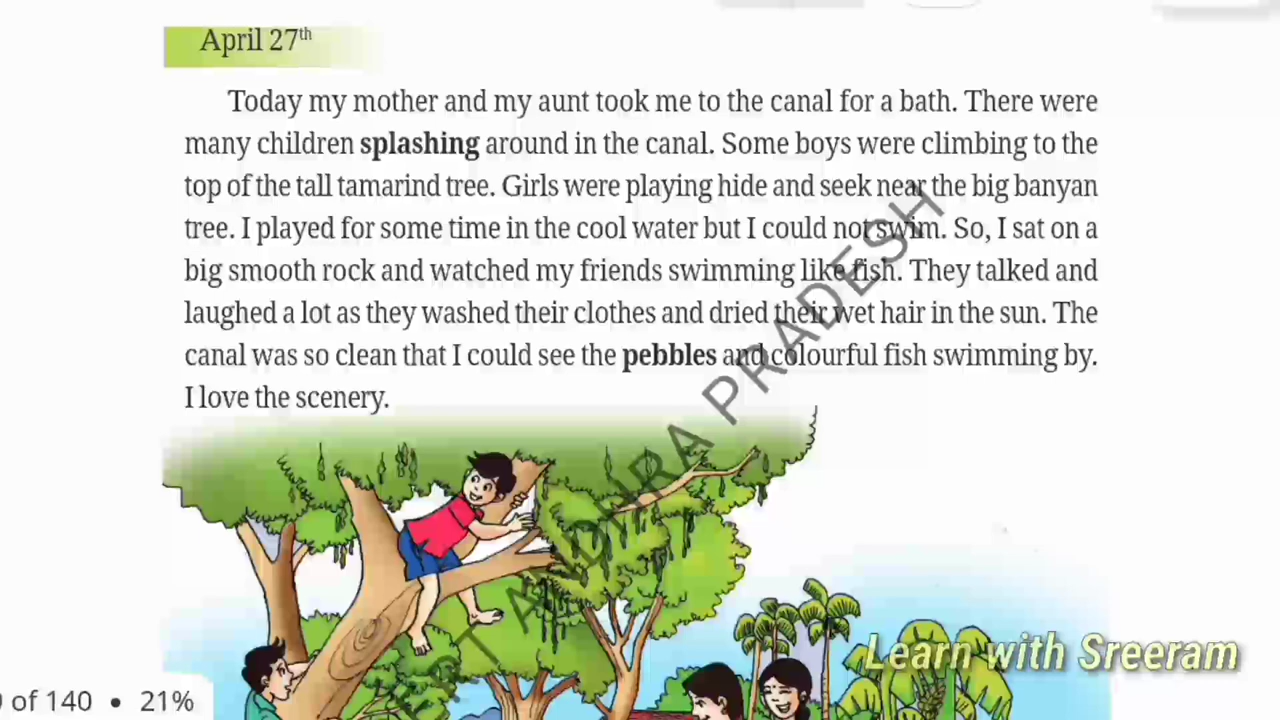 April 27th
Today my mother and my aunt took me to the canal for a bath. There were
many children splashing around in the canal. Some boys were climbing to the
top of the tall tamarind tree. Girls were playing hide and seek near the big banyan
tree. I played for some time in the cool water but I could not swim. So, I sat on a
big smooth rock and watched my friends swimming like fish. They talked and
laughed a lot as they washed their clothes and dried their wet hair in the sun. The
canal was so clean that I could see the pebbles and colourful fish swimming by.
I love the scenery.
ANDHRA PRADESH
Learn with Sreeram
of 140 • 21%